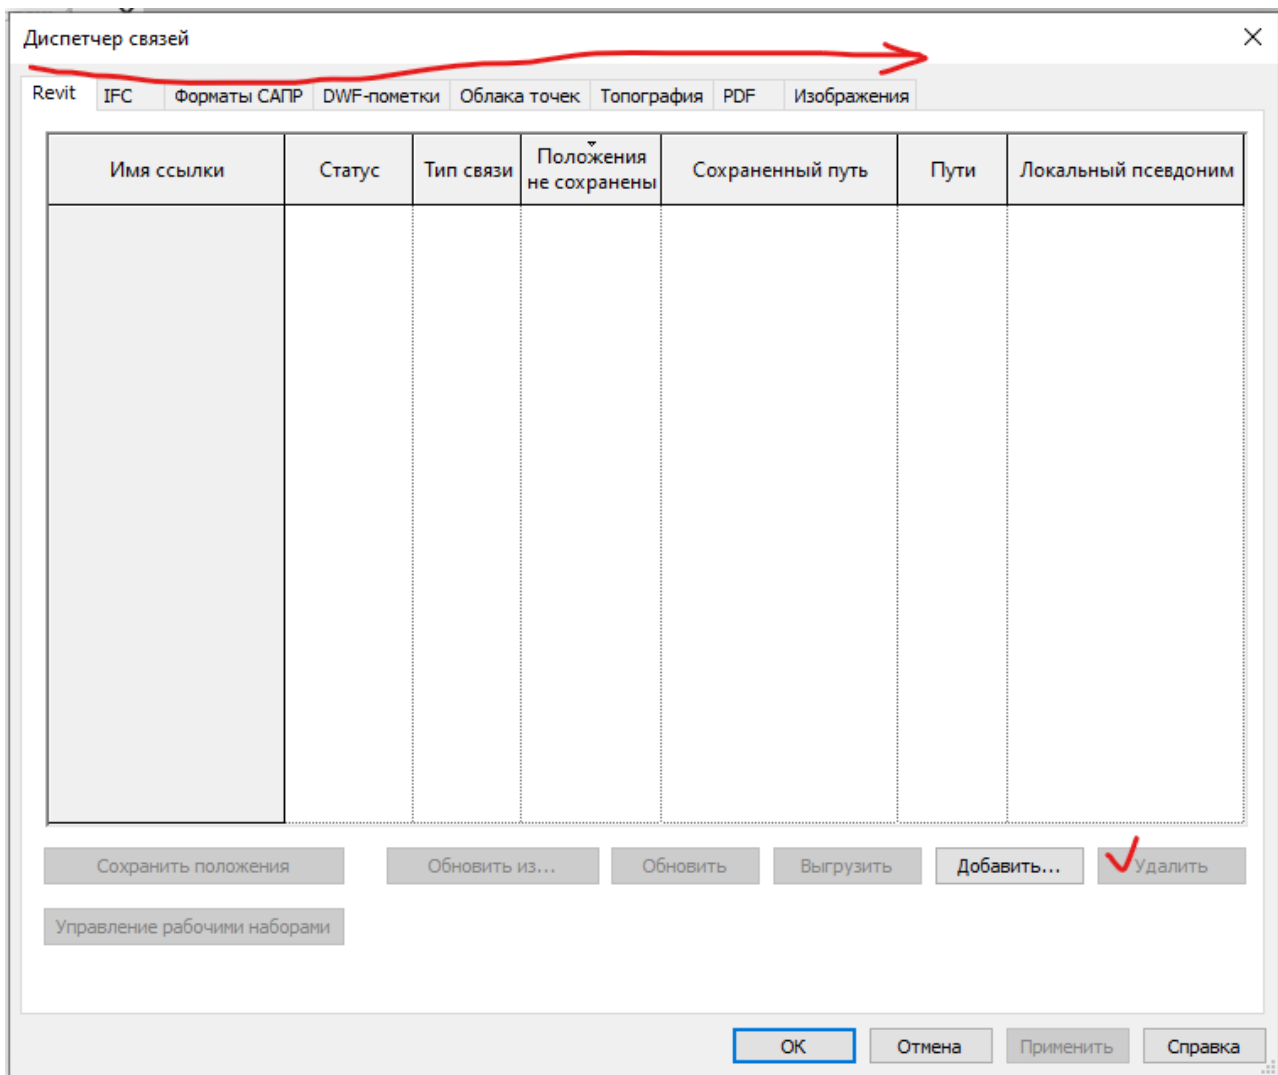 Диспетчер связей
Revit IFC Форматы САПР DWF-пометки Облака точек Топография PDF Изображения
Имя ссылки Статус Тип связи Положения не сохранены Сохраненный путь Пути Локальный псевдоним
Сохранить положения Обновить из... Обновить Выгрузить Добавить... Удалить
Управление рабочими наборами
ОК Отмена Применить Справка